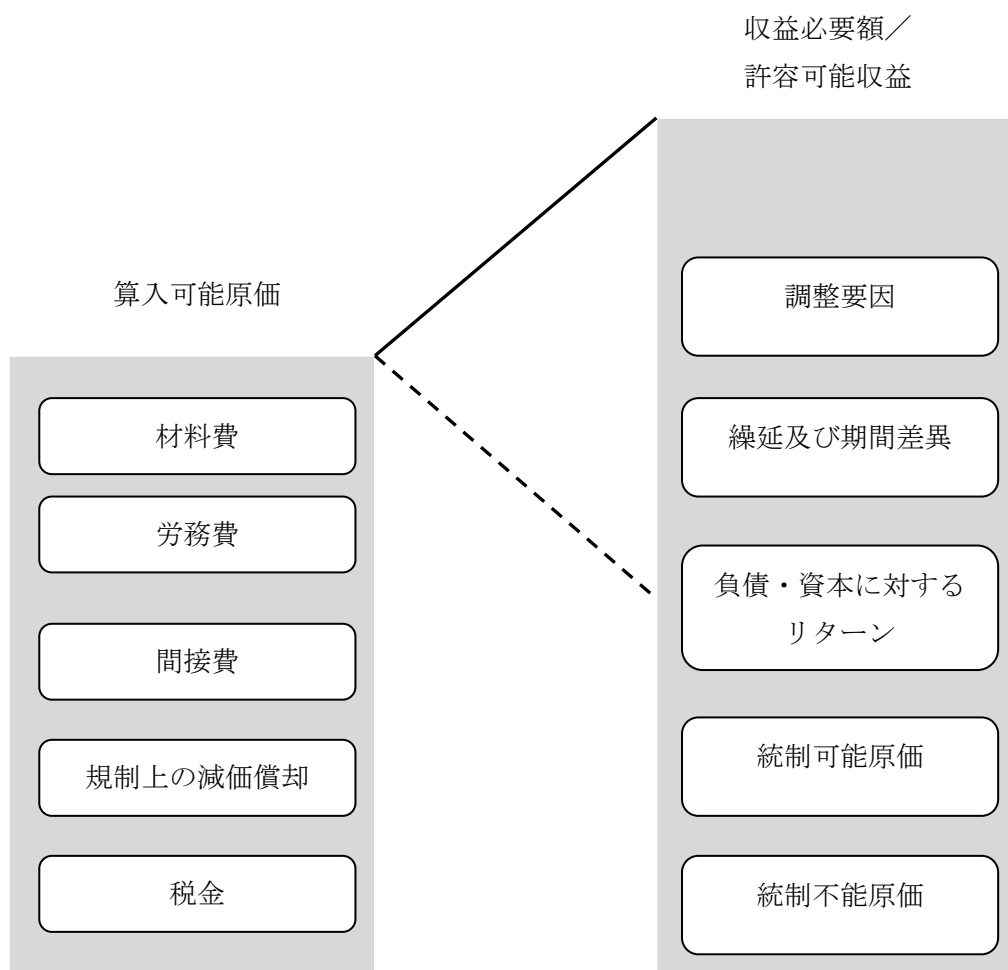 収益必要額／
許容可能収益
算入可能原価
材料費
労務費
間接費
規制上の減価償却
税金
調整要因
繰延及び期間差異
負債・資本に対する
リターン
統制可能原価
統制不能原価